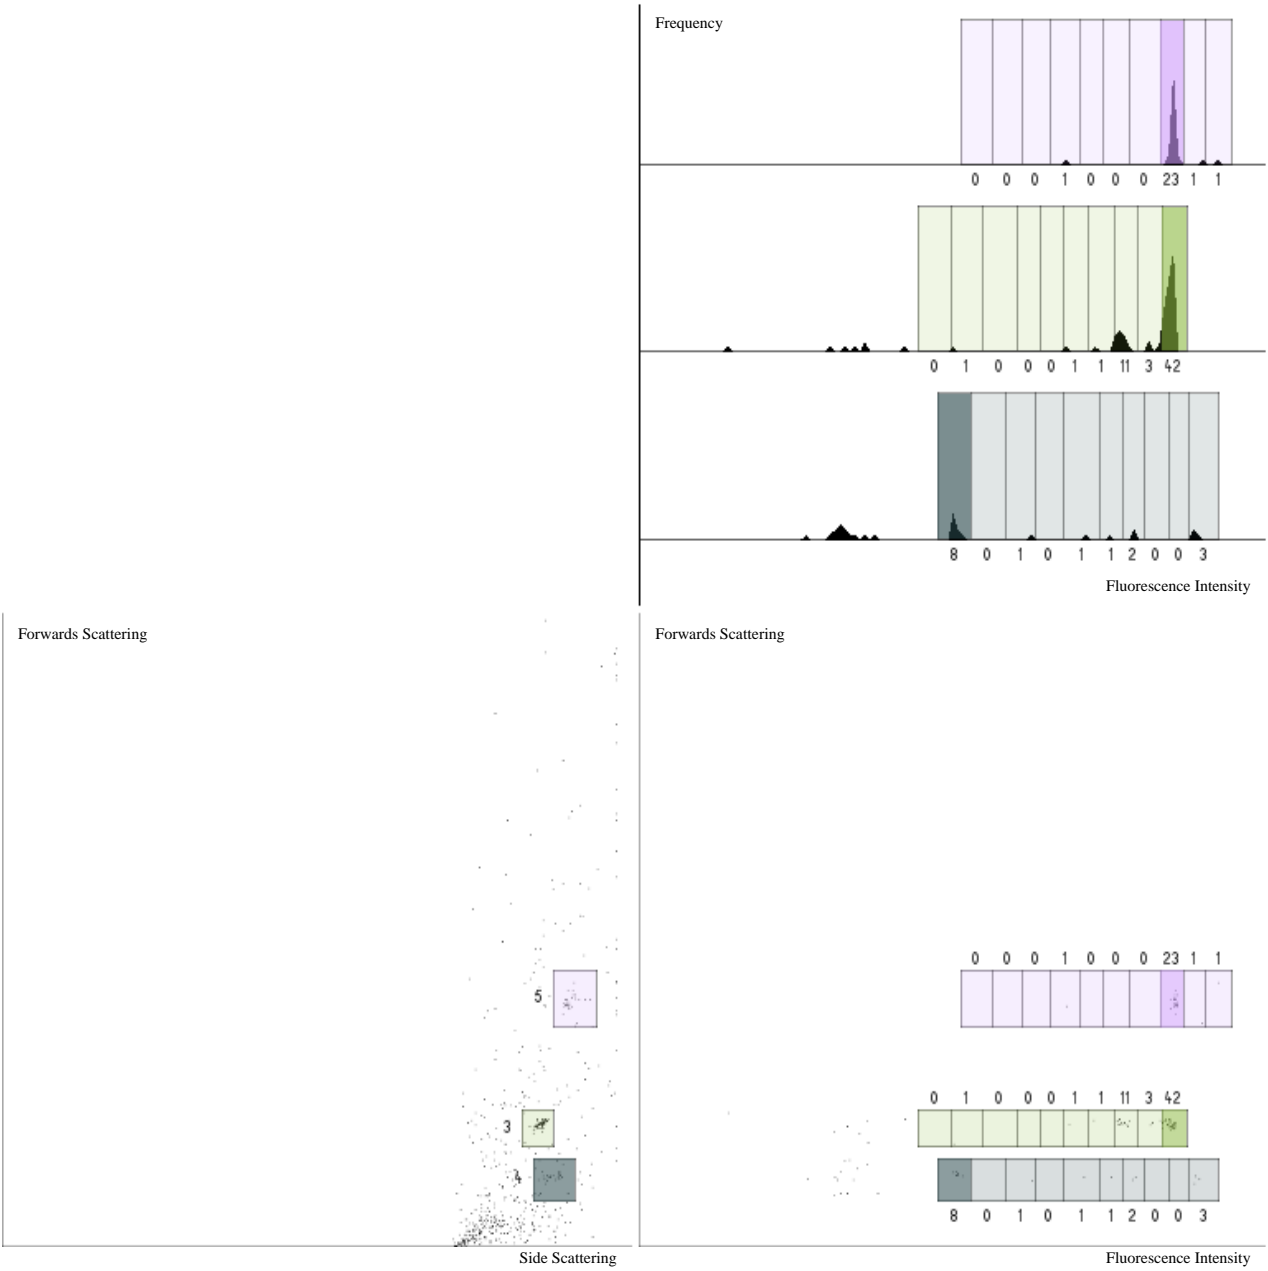 Frequency
0 0 0 1 0 0 0 23 1 1
0 1 0 0 0 1 1 11 3 42
8 0 1 0 1 1 2 0 0 3
Fluorescence Intensity
Forwards Scattering
5
3
4
Side Scattering
Forwards Scattering
0 0 0 1 0 0 0 23 1 1
0 1 0 0 0 1 1 11 3 42
8 0 1 0 1 1 2 0 0 3
Fluorescence Intensity